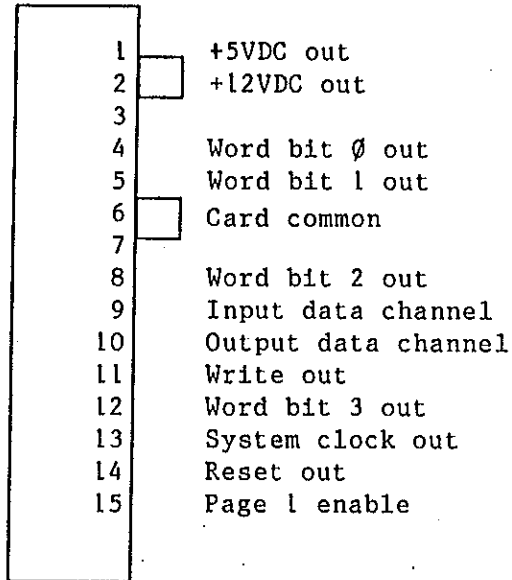 1 +5VDC out
2 +12VDC out
3
4 Word bit Ø out
5 Word bit 1 out
6 Card common
7
8 Word bit 2 out
9 Input data channel
10 Output data channel
11 Write out
12 Word bit 3 out
13 System clock out
14 Reset out
15 Page 1 enable